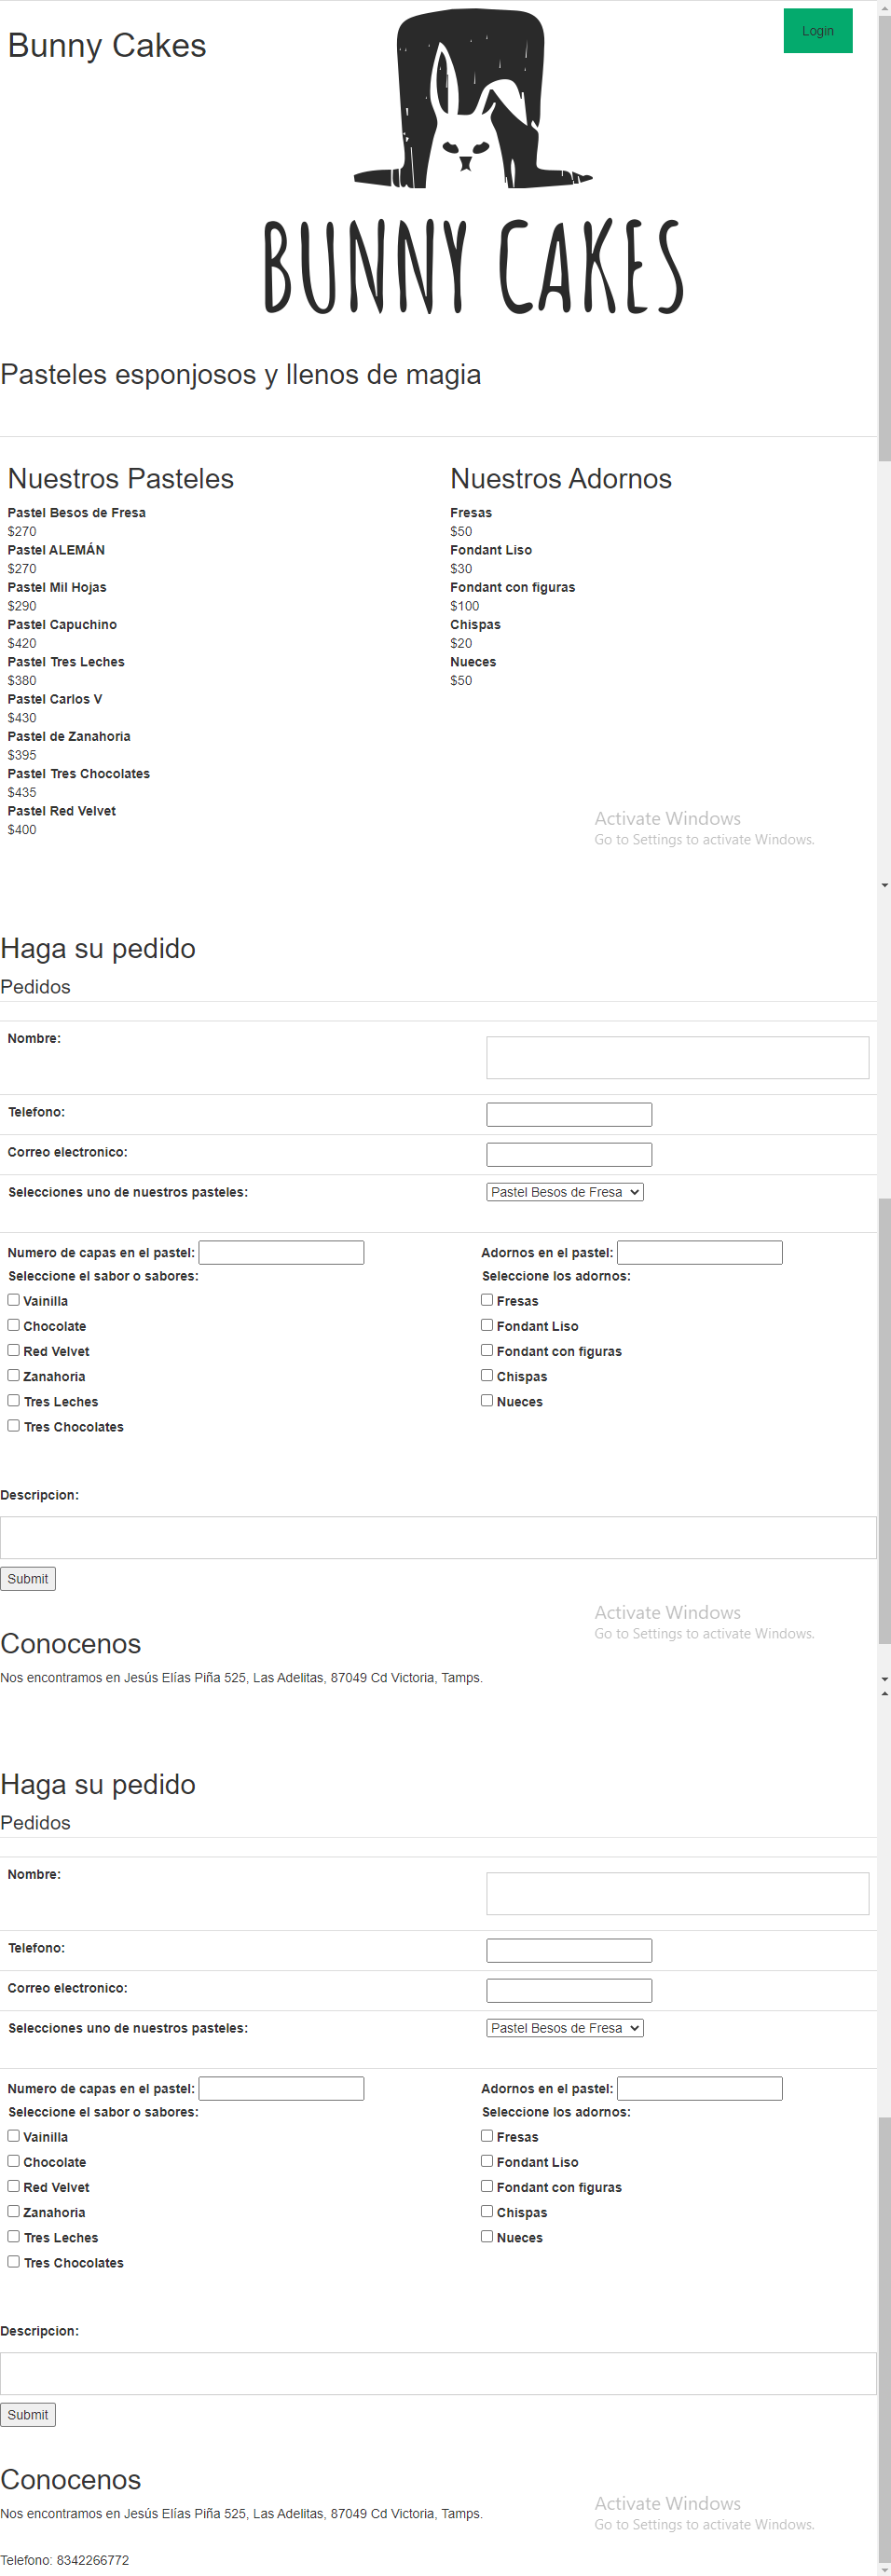 Bunny Cakes
Login
BUNNY CAKES
Pasteles esponjosos y llenos de magia
Nuestros Pasteles
Pastel Besos de Fresa
$270
Pastel ALEMÁN
$270
Pastel Mil Hojas
$290
Pastel Capuchino
$420
Pastel Tres Leches
$380
Pastel Carlos V
$430
Pastel de Zanahoria
$395
Pastel Tres Chocolates
$435
Pastel Red Velvet
$400
Nuestros Adornos
Fresas
$50
Fondant Liso
$30
Fondant con figuras
$100
Chispas
$20
Nueces
$50
Activate Windows
Go to Settings to activate Windows.
Haga su pedido
Pedidos
Nombre:
Telefono:
Correo electronico:
Selecciones uno de nuestros pasteles:
Pastel Besos de Fresa
Numero de capas en el pastel:
Seleccione el sabor o sabores:
Vainilla
Chocolate
Red Velvet
Zanahoria
Tres Leches
Tres Chocolates
Adornos en el pastel:
Seleccione los adornos:
Fresas
Fondant Liso
Fondant con figuras
Chispas
Nueces
Descripcion:
Submit
Activate Windows
Go to Settings to activate Windows.
Conocenos
Nos encontramos en Jesús Elías Piña 525, Las Adelitas, 87049 Cd Victoria, Tamps.
Haga su pedido
Pedidos
Nombre:
Telefono:
Correo electronico:
Selecciones uno de nuestros pasteles:
Pastel Besos de Fresa
Numero de capas en el pastel:
Seleccione el sabor o sabores:
Vainilla
Chocolate
Red Velvet
Zanahoria
Tres Leches
Tres Chocolates
Adornos en el pastel:
Seleccione los adornos:
Fresas
Fondant Liso
Fondant con figuras
Chispas
Nueces
Descripcion:
Submit
Conocenos
Nos encontramos en Jesús Elías Piña 525, Las Adelitas, 87049 Cd Victoria, Tamps.
Activate Windows
Go to Settings to activate Windows.
Telefono: 8342266772